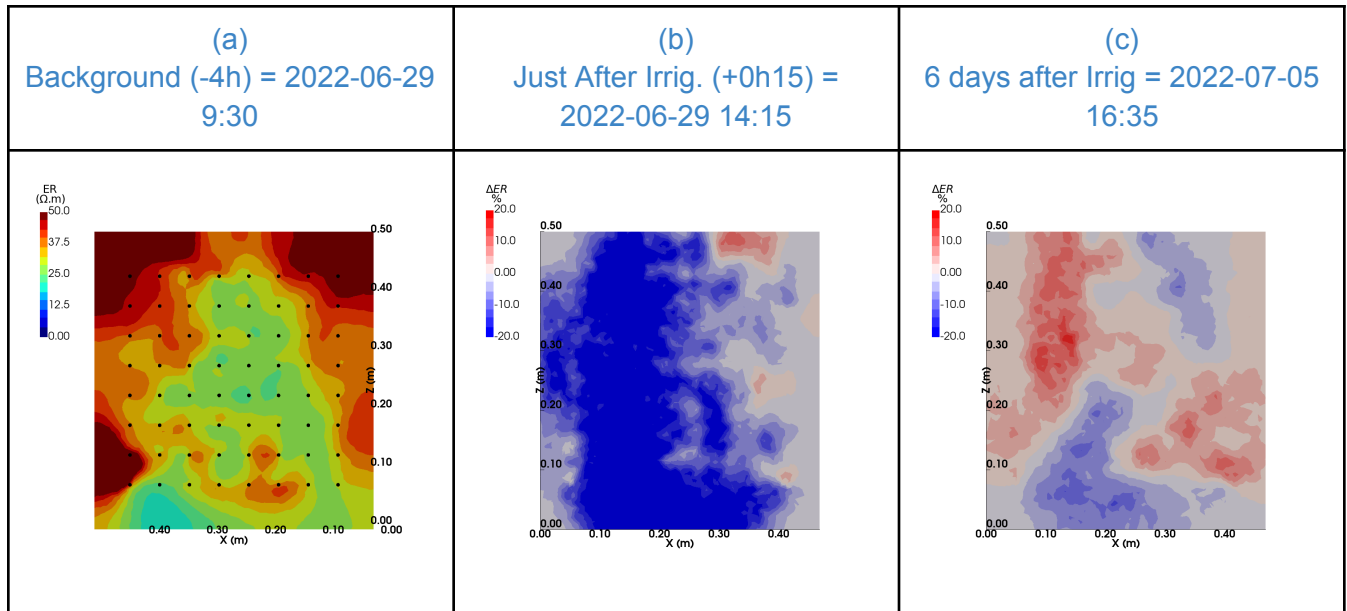 (a)
Background (-4h) = 2022-06-29
9:30
(b)
Just After Irrig. (+0h15) =
2022-06-29 14:15
(c)
6 days after Irrig = 2022-07-05
16:35
ER
(Ω.m)
50.0
37.5
25.0
12.5
0.00
0.50
0.40
0.30
0.20
0.10
0.00
Z (m)
0.40 0.30 0.20 0.10 0.00
X (m)
ΔER
%
20.0
10.0
0.00
-10.0
-20.0
0.50
0.40
0.30
0.20
0.10
0.00
Z (m)
0.00 0.10 0.20 0.30 0.40
X (m)
ΔER
%
20.0
10.0
0.00
-10.0
-20.0
0.50
0.40
0.30
0.20
0.10
0.00
Z (m)
0.00 0.10 0.20 0.30 0.40
X (m)